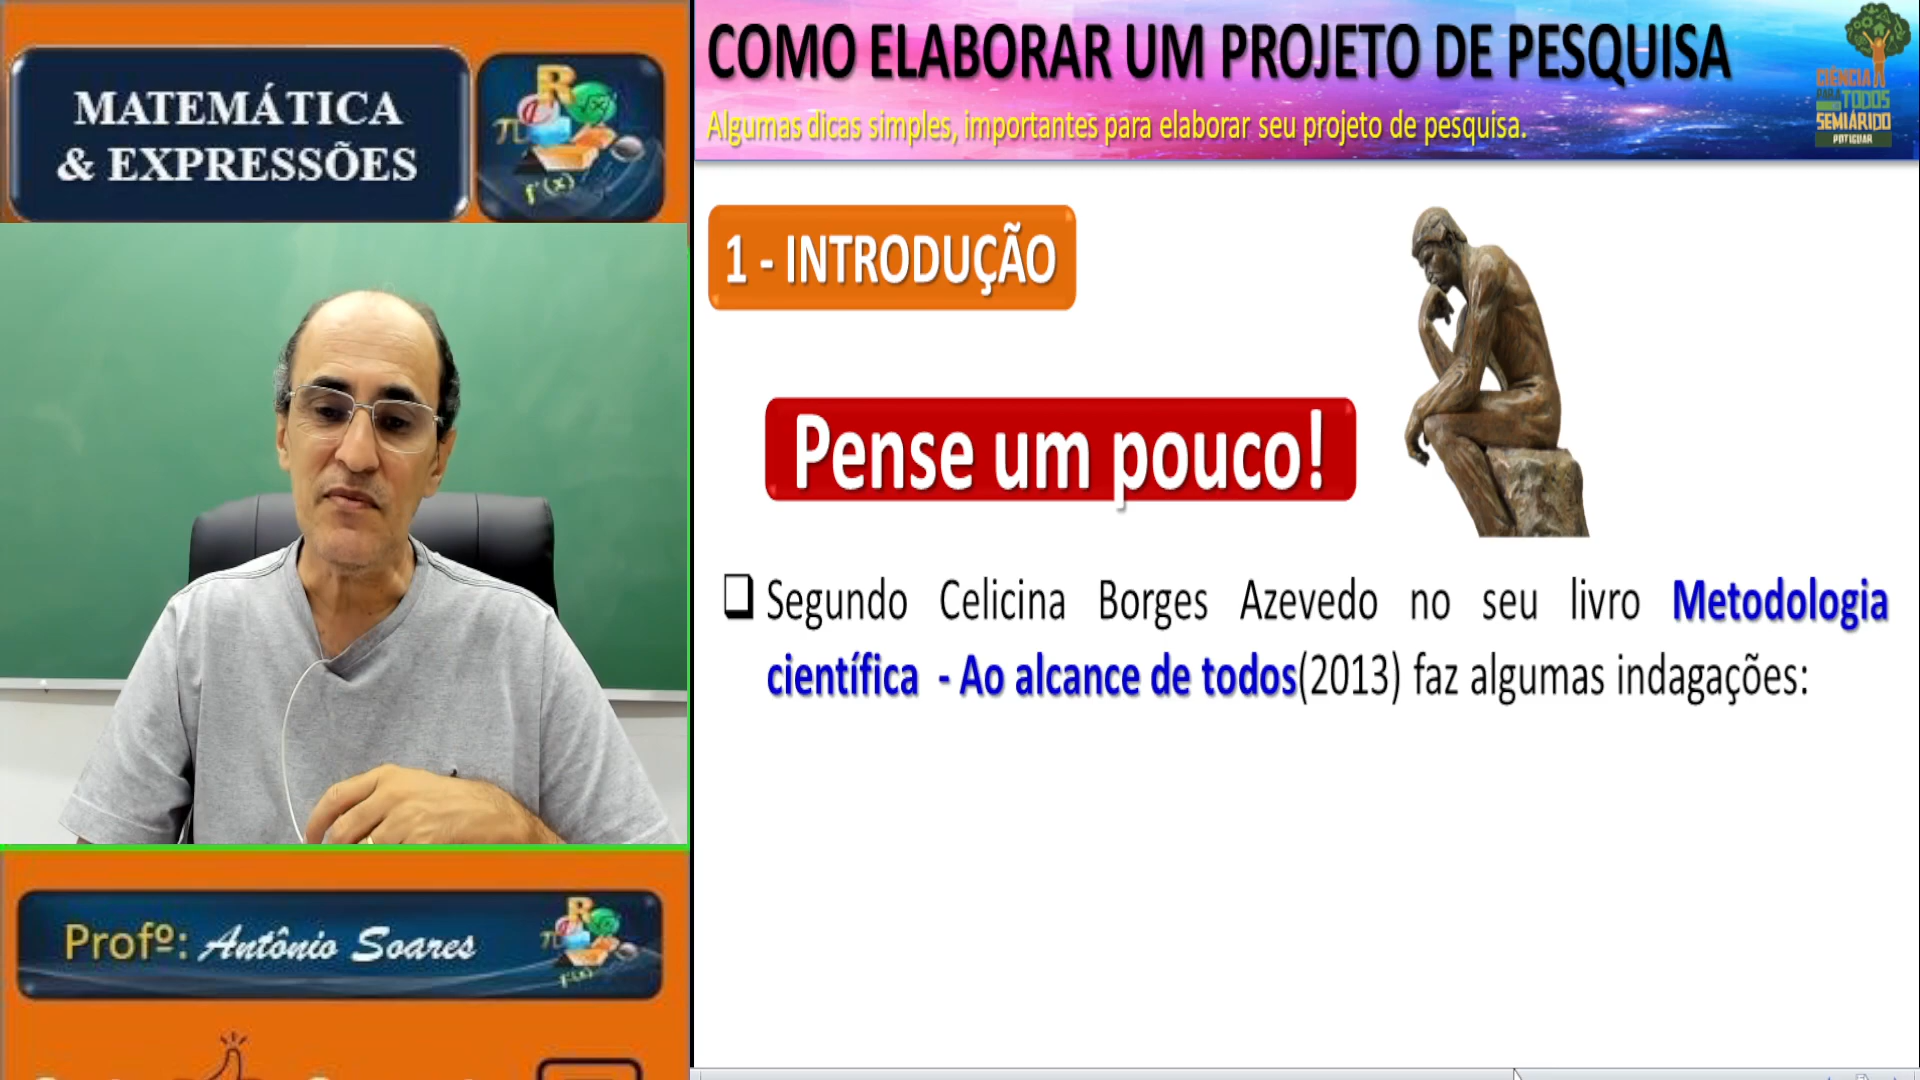 MATEMÁTICA
& EXPRESSÕES
R
π
√x
f'(x)
COMO ELABORAR UM PROJETO DE PESQUISA
Algumas dicas simples, importantes para elaborar seu projeto de pesquisa.
CIÊNCIA
PARA TODOS
SEMIÁRIDO
POTIGUAR
1 - INTRODUÇÃO
Pense um pouco!
❑ Segundo Celicina Borges Azevedo no seu livro Metodologia
científica - Ao alcance de todos(2013) faz algumas indagações:
Profº: Antônio Soares
R
π
f'(x)